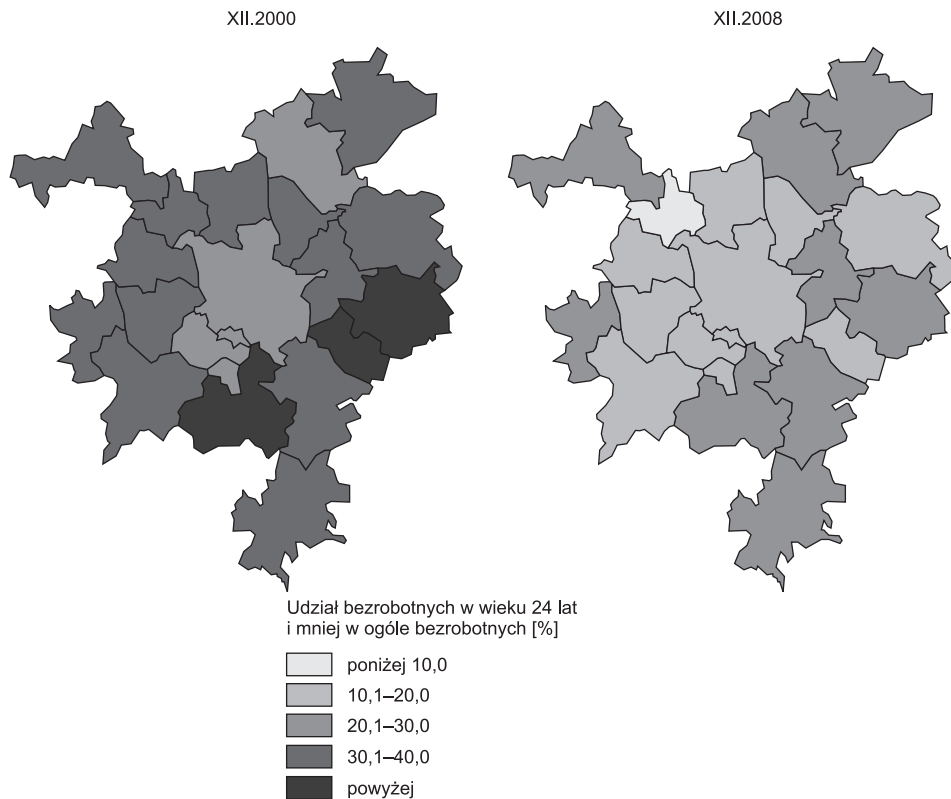 XII.2000
XII.2008
Udział bezrobotnych w wieku 24 lat
i mniej w ogóle bezrobotnych [%]
poniżej 10,0
10,1–20,0
20,1–30,0
30,1–40,0
powyżej